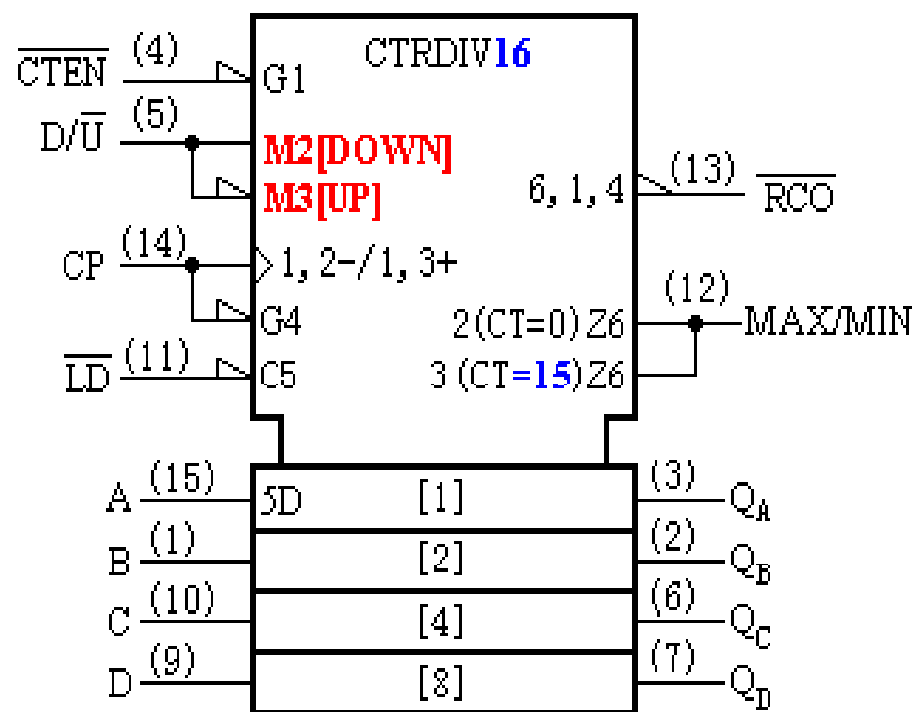 CTRDIV16
CTEN (4) G1
D/U (5) M2[DOWN]
M3[UP]
6, 1, 4 (13) RCO
CP (14) 1, 2-/1, 3+
G4
2(CT=0)Z6 (12) MAX/MIN
LD (11) C5
3(CT=15)Z6
A (15) 5D [1] (3) QA
B (1) [2] (2) QB
C (10) [4] (6) QC
D (9) [8] (7) QD